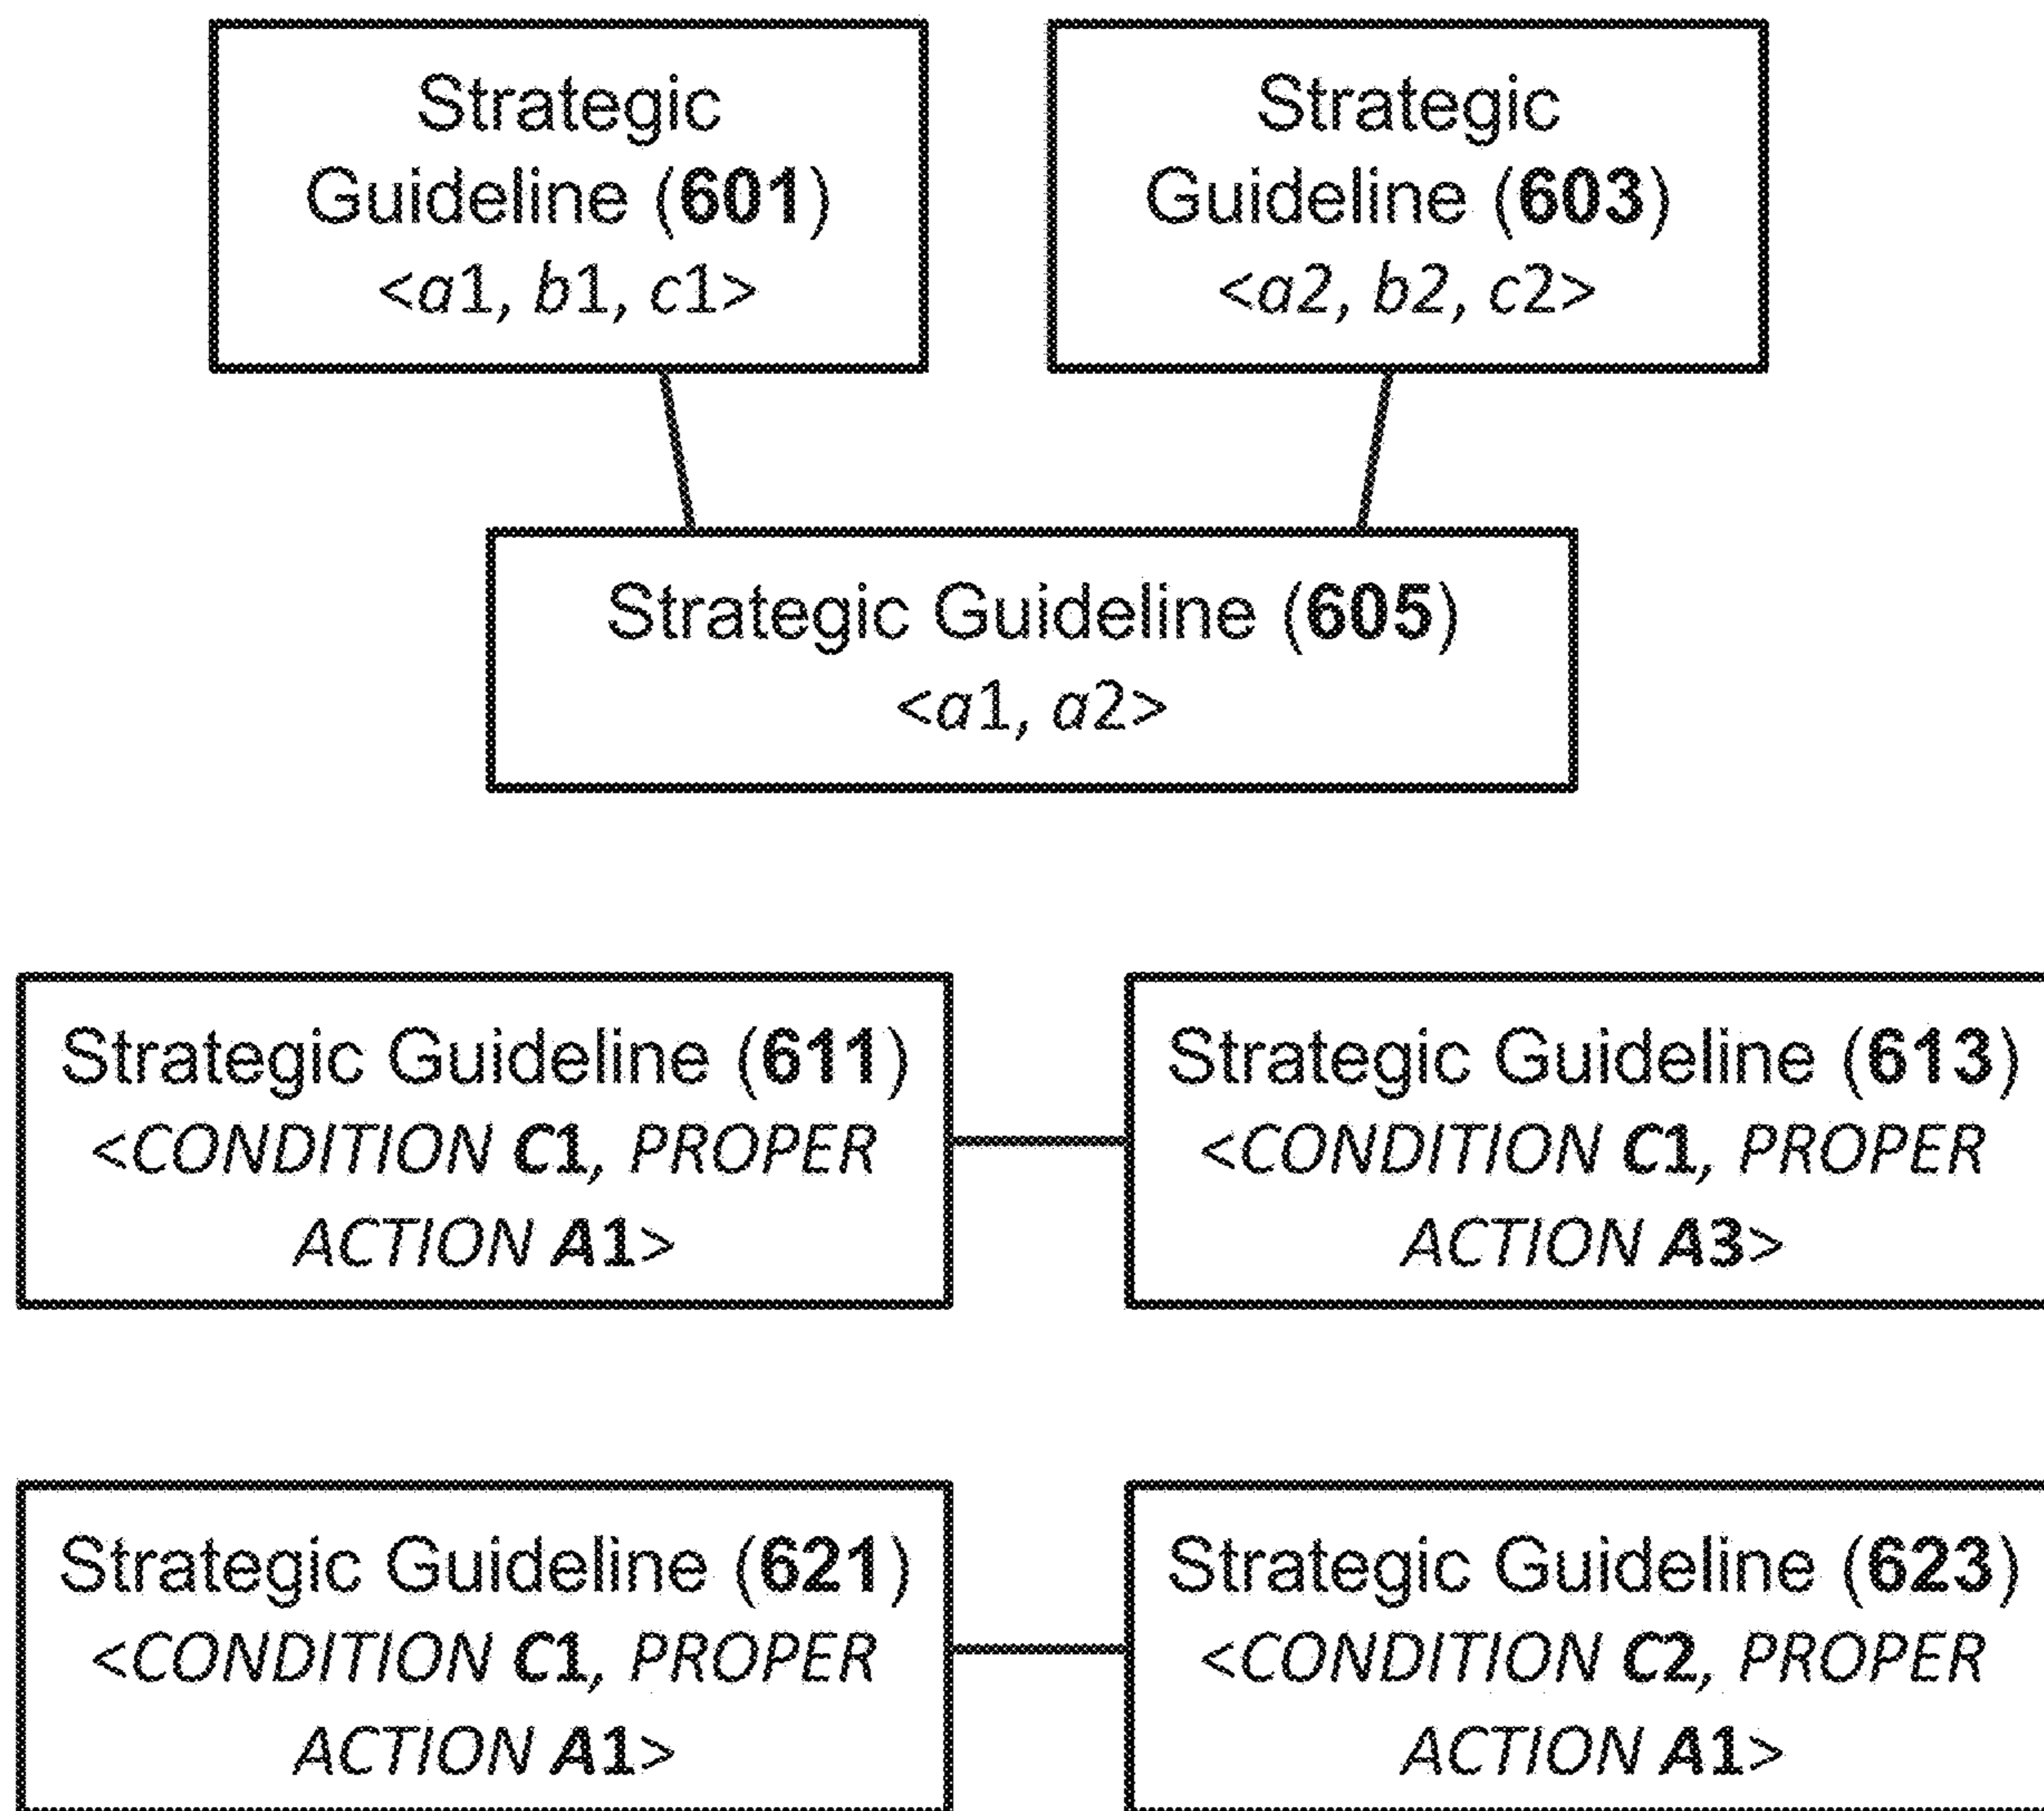 Strategic
Guideline (601)
<a1, b1, c1>
Strategic
Guideline (603)
<a2, b2, c2>
Strategic Guideline (605)
<a1, a2>
Strategic Guideline (611)
<CONDITION C1, PROPER
ACTION A1>
Strategic Guideline (613)
<CONDITION C1, PROPER
ACTION A3>
Strategic Guideline (621)
<CONDITION C1, PROPER
ACTION A1>
Strategic Guideline (623)
<CONDITION C2, PROPER
ACTION A1>